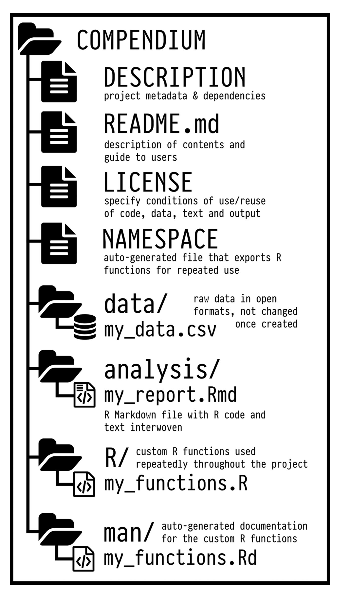 COMPENDIUM
DESCRIPTION
project metadata & dependencies
README.md
description of contents and
guide to users
LICENSE
specify conditions of use/reuse
of code, data, text and output
NAMESPACE
auto-generated file that exports R
functions for repeated use
data/
raw data in open
formats, not changed
once created
my_data.csv
analysis/
my_report.Rmd
R Markdown file with R code and
text interwoven
R/
custom R functions used
repeatedly throughout the project
my_functions.R
man/
auto-generated documentation
for the custom R functions
my_functions.Rd